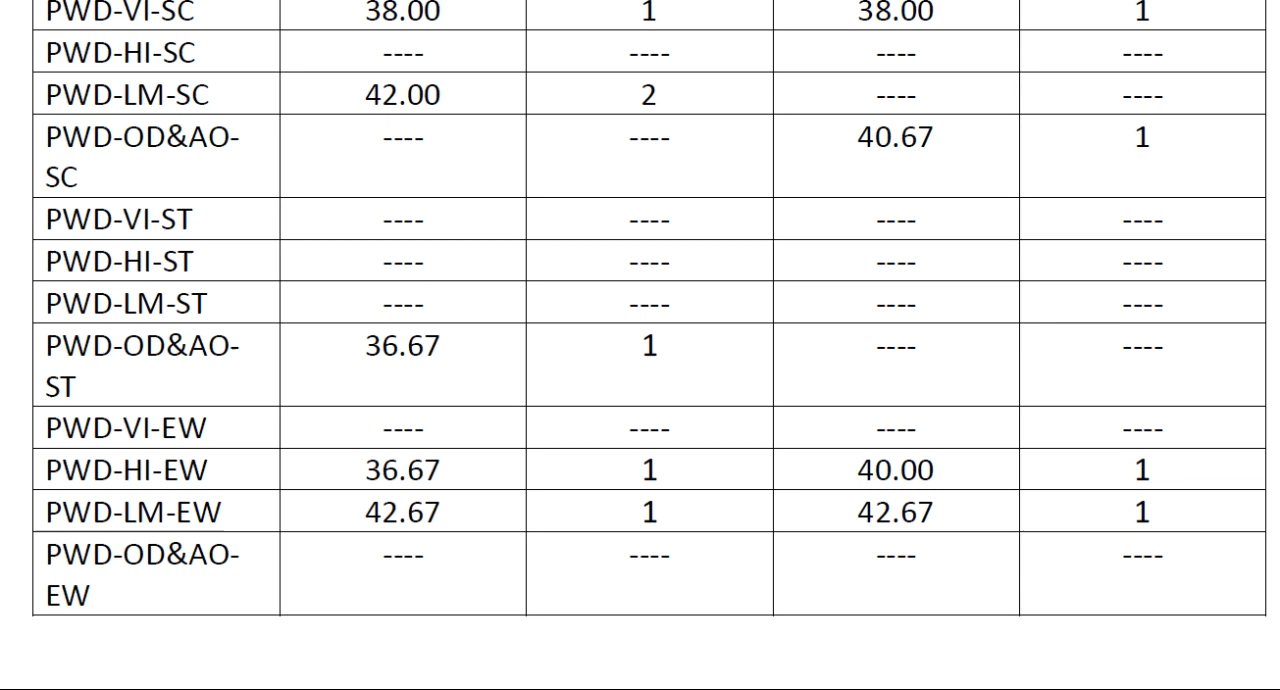 PWD-VI-SC 38.00 1 38.00 1
PWD-HI-SC ---- ---- ---- ----
PWD-LM-SC 42.00 2 ---- ----
PWD-OD&AO- ---- ---- 40.67 1
SC
PWD-VI-ST ---- ---- ---- ----
PWD-HI-ST ---- ---- ---- ----
PWD-LM-ST ---- ---- ---- ----
PWD-OD&AO- 36.67 1 ---- ----
ST
PWD-VI-EW ---- ---- ---- ----
PWD-HI-EW 36.67 1 40.00 1
PWD-LM-EW 42.67 1 42.67 1
PWD-OD&AO- ---- ---- ---- ----
EW